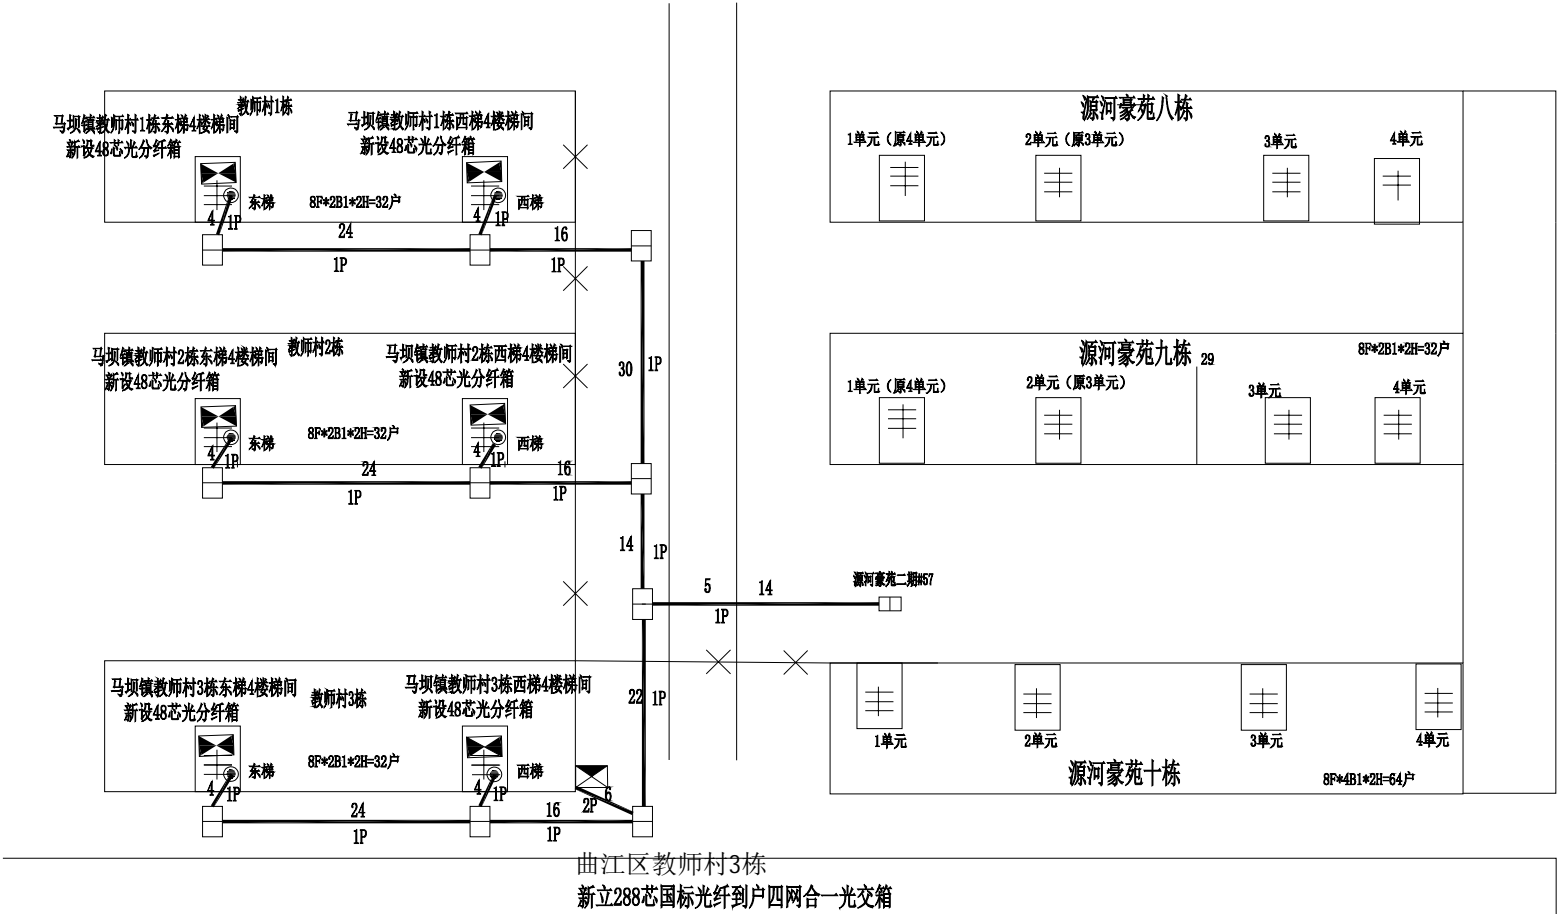 教师村1栋
马坝镇教师村1栋东梯4楼梯间
新设48芯光分纤箱
马坝镇教师村1栋西梯4楼梯间
新设48芯光分纤箱
东梯
8F*2B1*2H=32户
西梯
4
1P
4
1P
24
1P
16
1P
源河豪苑八栋
1单元（原4单元）
2单元（原3单元）
3单元
4单元
教师村2栋
马坝镇教师村2栋东梯4楼梯间
新设48芯光分纤箱
马坝镇教师村2栋西梯4楼梯间
新设48芯光分纤箱
东梯
8F*2B1*2H=32户
西梯
4
1P
4
1P
24
1P
16
1P
30
1P
源河豪苑九栋
29
8F*2B1*2H=32户
1单元（原4单元）
2单元（原3单元）
3单元
4单元
14
1P
5
14
1P
源河豪苑二期#57
马坝镇教师村3栋东梯4楼梯间
新设48芯光分纤箱
教师村3栋
马坝镇教师村3栋西梯4楼梯间
新设48芯光分纤箱
22
1P
东梯
8F*2B1*2H=32户
西梯
4
1P
4
1P
24
1P
16
1P
6
2P
1单元
2单元
3单元
4单元
源河豪苑十栋
8F*4B1*2H=64户
曲江区教师村3栋
新立288芯国标光纤到户四网合一光交箱